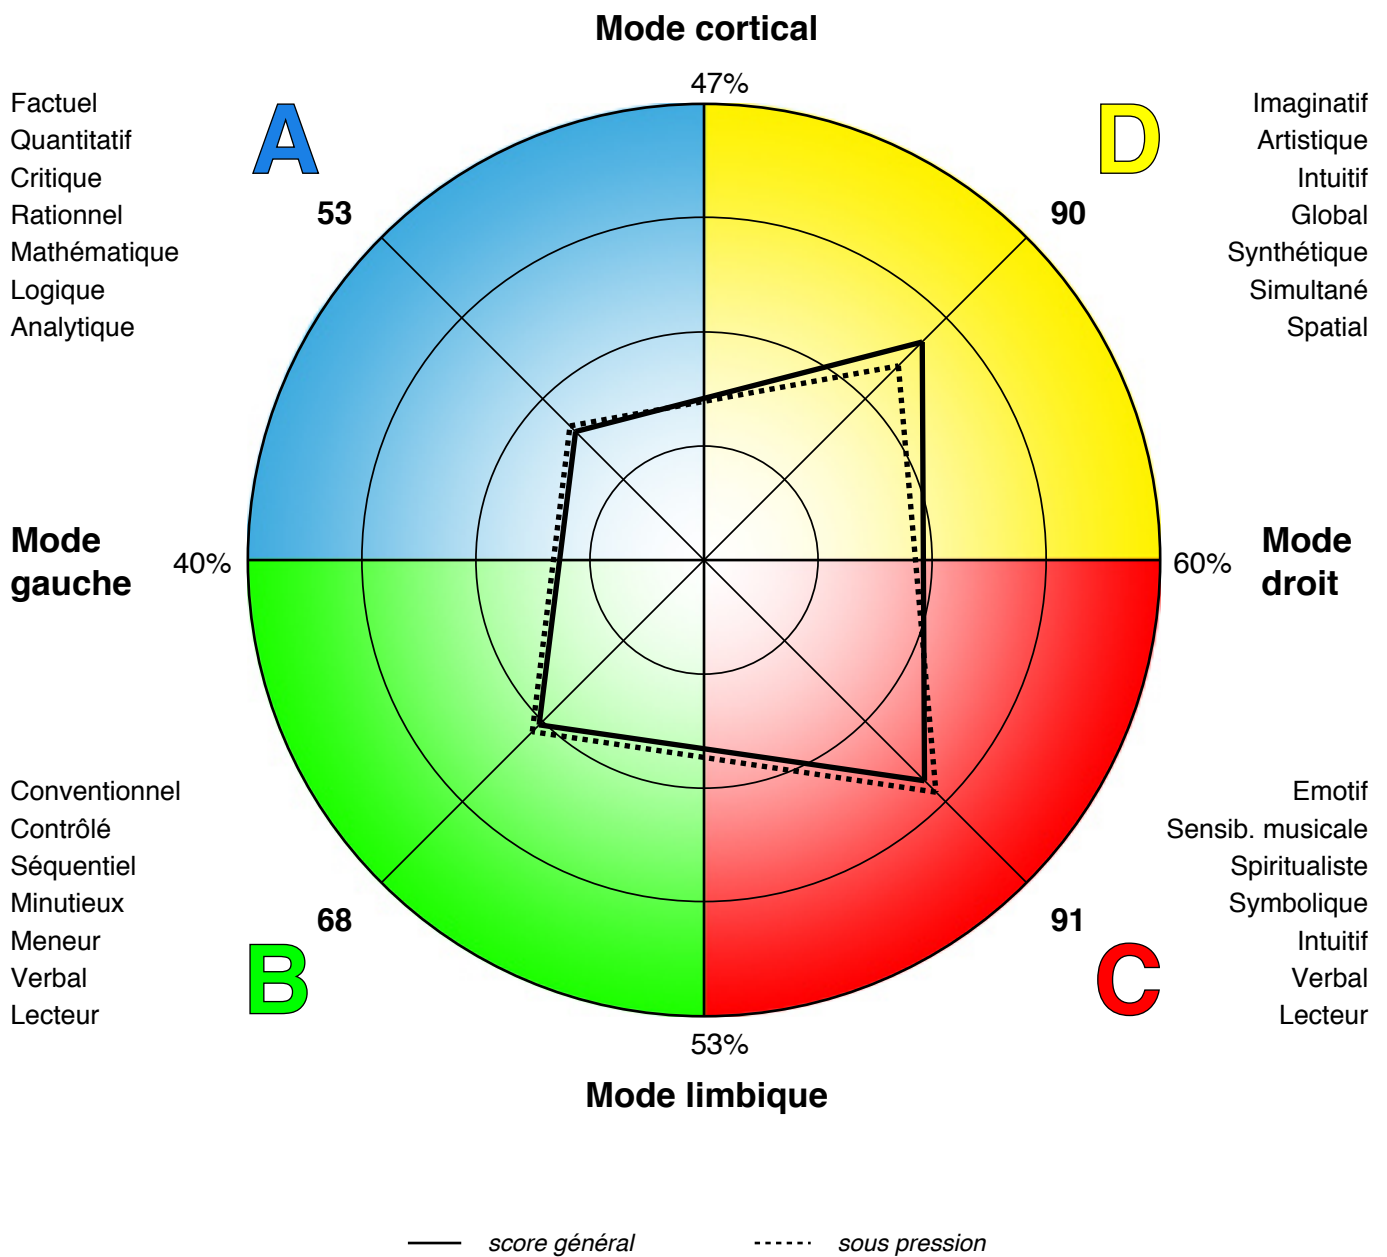 Mode cortical
47%
Factuel
Quantitatif
Critique
Rationnel
Mathématique
Logique
Analytique
A
53
D
90
Imaginatif
Artistique
Intuitif
Global
Synthétique
Simultané
Spatial
Mode
gauche
40%
60%
Mode
droit
Conventionnel
Contrôlé
Séquentiel
Minutieux
Meneur
Verbal
Lecteur
68
B
91
C
Emotif
Sensib. musicale
Spiritualiste
Symbolique
Intuitif
Verbal
Lecteur
53%
Mode limbique
score général
sous pression